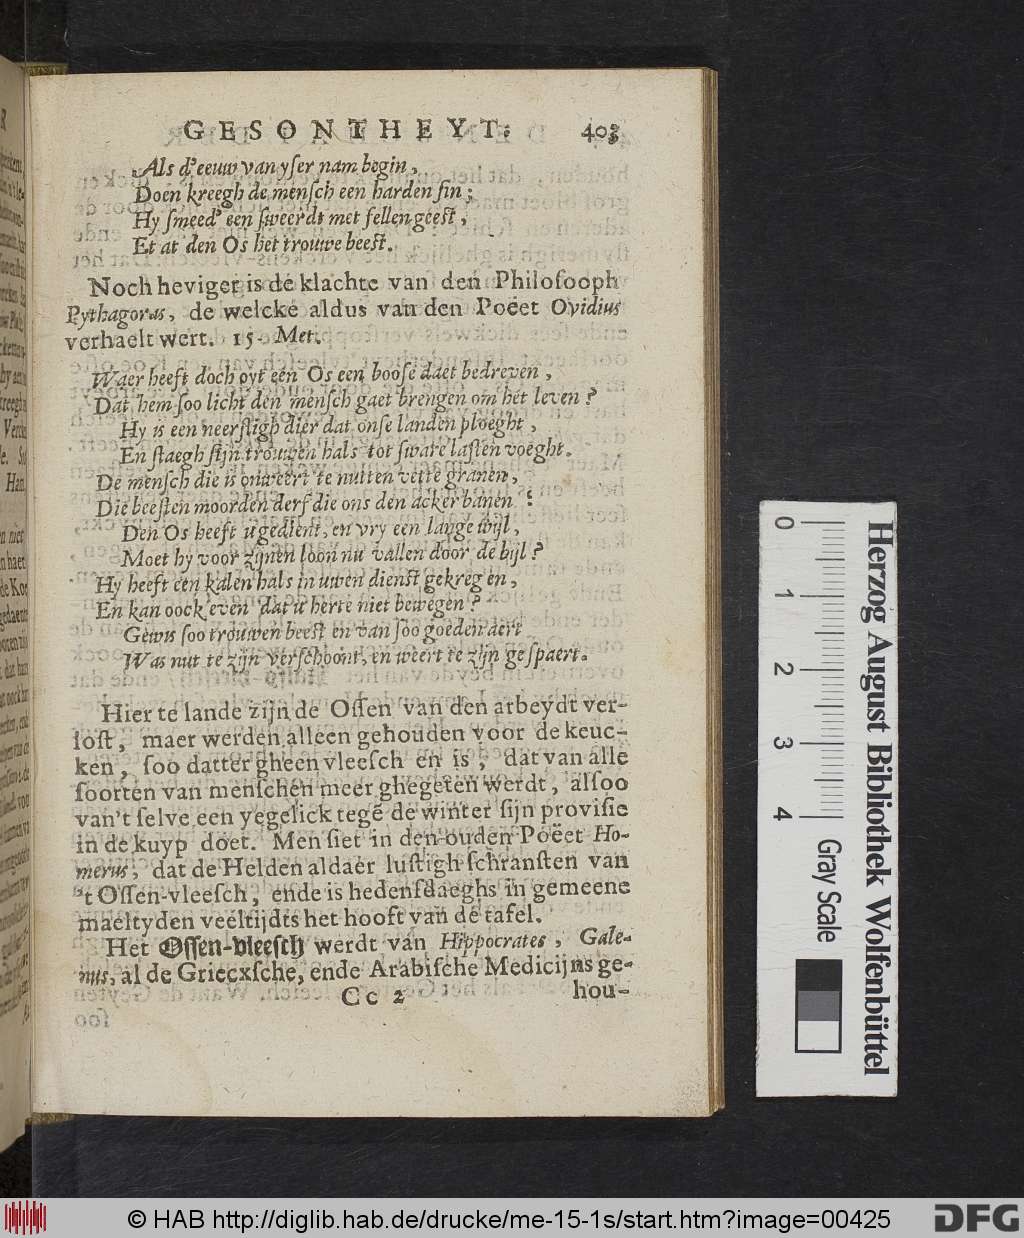 GESONTHEYT. 403
Als d'eeuw van yser nam begin,
Doen kreegh de mensch een harden sin;
Hy smeed' een sweerdt met fellen geest,
Et at den Os het trouwe beest.
Noch heviger is de klachte van den Philosooph
Pythagoras, de welcke aldus van den Poëet Ovidius
verhaelt wert. 15. Met.
Waer heeft doch oyt een Os een boose daet bedreven,
Dat hem soo licht den mensch gaet brengen om het leven?
Hy is een neerstigh dier dat onse landen ploeght,
En staegh sijn trouwen hals tot sware lasten voeght.
De mensch die is onweert te nutten vette granen,
Die beesten moorden derf die ons den acker banen:
Den Os heeft u gedient, en vry een lange wijl,
Moet hy voor zijnen loon nu vallen door de bijl?
Hy heeft een kalen hals in uwen dienst gekregen,
En kan oock even dat u herte niet bewegen?
Gewis soo trouwen beest en van soo goeden aert
Was nut te zijn verschoont, en weert te zijn gespaert.
Hier te lande zijn de Ossen van den arbeydt ver-
lost, maer werden alleen gehouden voor de keuc-
ken, soo datter gheen vleesch en is, dat van alle
soorten van menschen meer ghegeten werdt, alsoo
van't selve een yegelick tegē de winter sijn provisie
in de kuyp doet. Men siet in den ouden Poëet Ho-
merus, dat de Helden aldaer lustigh schransten van
't Ossen-vleesch, ende is hedensdaeghs in gemeene
maeltyden veeltijdts het hooft van de tafel.
Het Ossen-vleesch werdt van Hippocrates, Gale-
nus, al de Griecxsche, ende Arabische Medicijns ge-
Cc 2 hou-
0 1 2 3 4
Gray Scale
Herzog August Bibliothek Wolfenbüttel
© HAB http://diglib.hab.de/drucke/me-15-1s/start.htm?image=00425
DFG